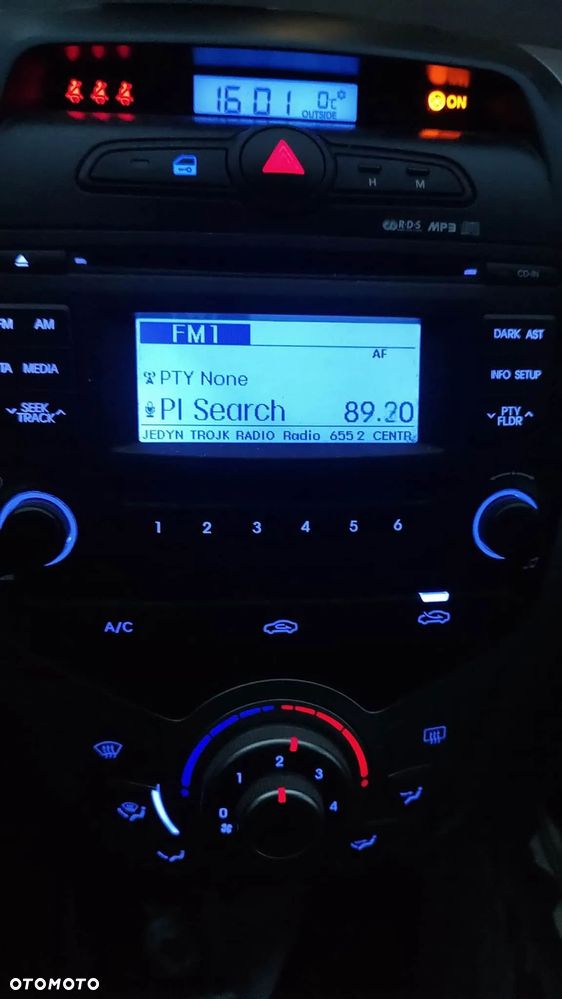 16 01 0c°
OUTSIDE
ON
H M
R·D·S MP3
CD-IN
FM AM
FM1
DARK AST
AF
TA MEDIA
PTY None
INFO SETUP
SEEK
TRACK
PI Search 89.20
PTY
FLDR
JEDYN TROJK RADIO Radio 655 2 CENTR
1 2 3 4 5 6
A/C
0 1 2 3 4
OTOMOTO